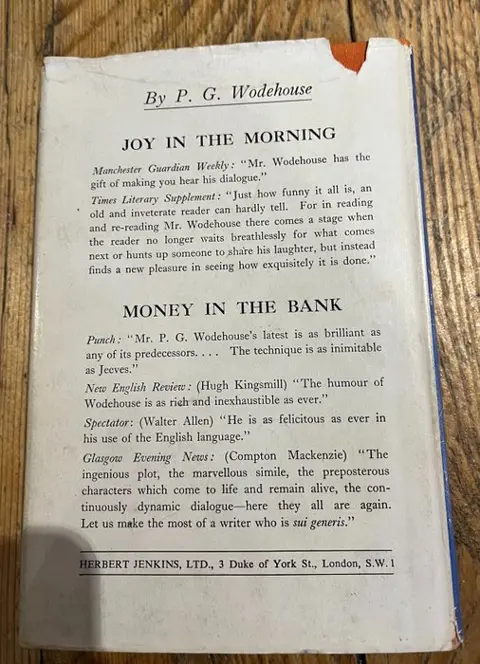 By P. G. Wodehouse
JOY IN THE MORNING
Manchester Guardian Weekly: "Mr. Wodehouse has the
gift of making you hear his dialogue."
Times Literary Supplement: "Just how funny it all is, an
old and inveterate reader can hardly tell. For in reading
and re-reading Mr. Wodehouse there comes a stage when
the reader no longer waits breathlessly for what comes
next or hunts up someone to share his laughter, but instead
finds a new pleasure in seeing how exquisitely it is done."
MONEY IN THE BANK
Punch: "Mr. P. G. Wodehouse's latest is as brilliant as
any of its predecessors. . . . The technique is as inimitable
as Jeeves."
New English Review: (Hugh Kingsmill) "The humour of
Wodehouse is as rich and inexhaustible as ever."
Spectator: (Walter Allen) "He is as felicitous as ever in
his use of the English language."
Glasgow Evening News: (Compton Mackenzie) "The
ingenious plot, the marvellous simile, the preposterous
characters which come to life and remain alive, the con-
tinuously dynamic dialogue—here they all are again.
Let us make the most of a writer who is sui generis."
HERBERT JENKINS, LTD., 3 Duke of York St., London, S.W.1